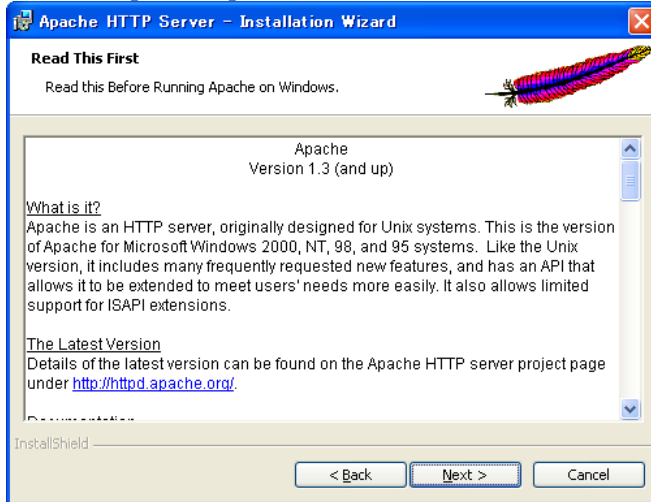 Apache HTTP Server - Installation Wizard
Read This First
Read this Before Running Apache on Windows.
Apache
Version 1.3 (and up)
What is it?
Apache is an HTTP server, originally designed for Unix systems. This is the version
of Apache for Microsoft Windows 2000, NT, 98, and 95 systems.  Like the Unix
version, it includes many frequently requested new features, and has an API that
allows it to be extended to meet users' needs more easily. It also allows limited
support for ISAPI extensions.
The Latest Version
Details of the latest version can be found on the Apache HTTP server project page
under http://httpd.apache.org/.
Documentation
InstallShield
< Back Next > Cancel